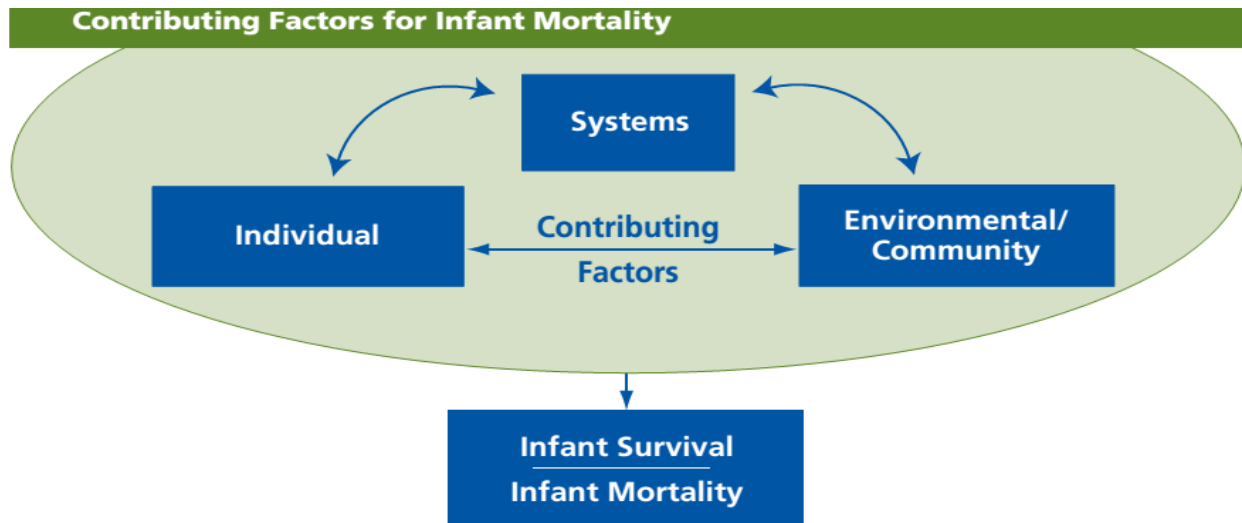 Contributing Factors for Infant Mortality
Systems
Individual
Contributing
Factors
Environmental/
Community
Infant Survival
Infant Mortality